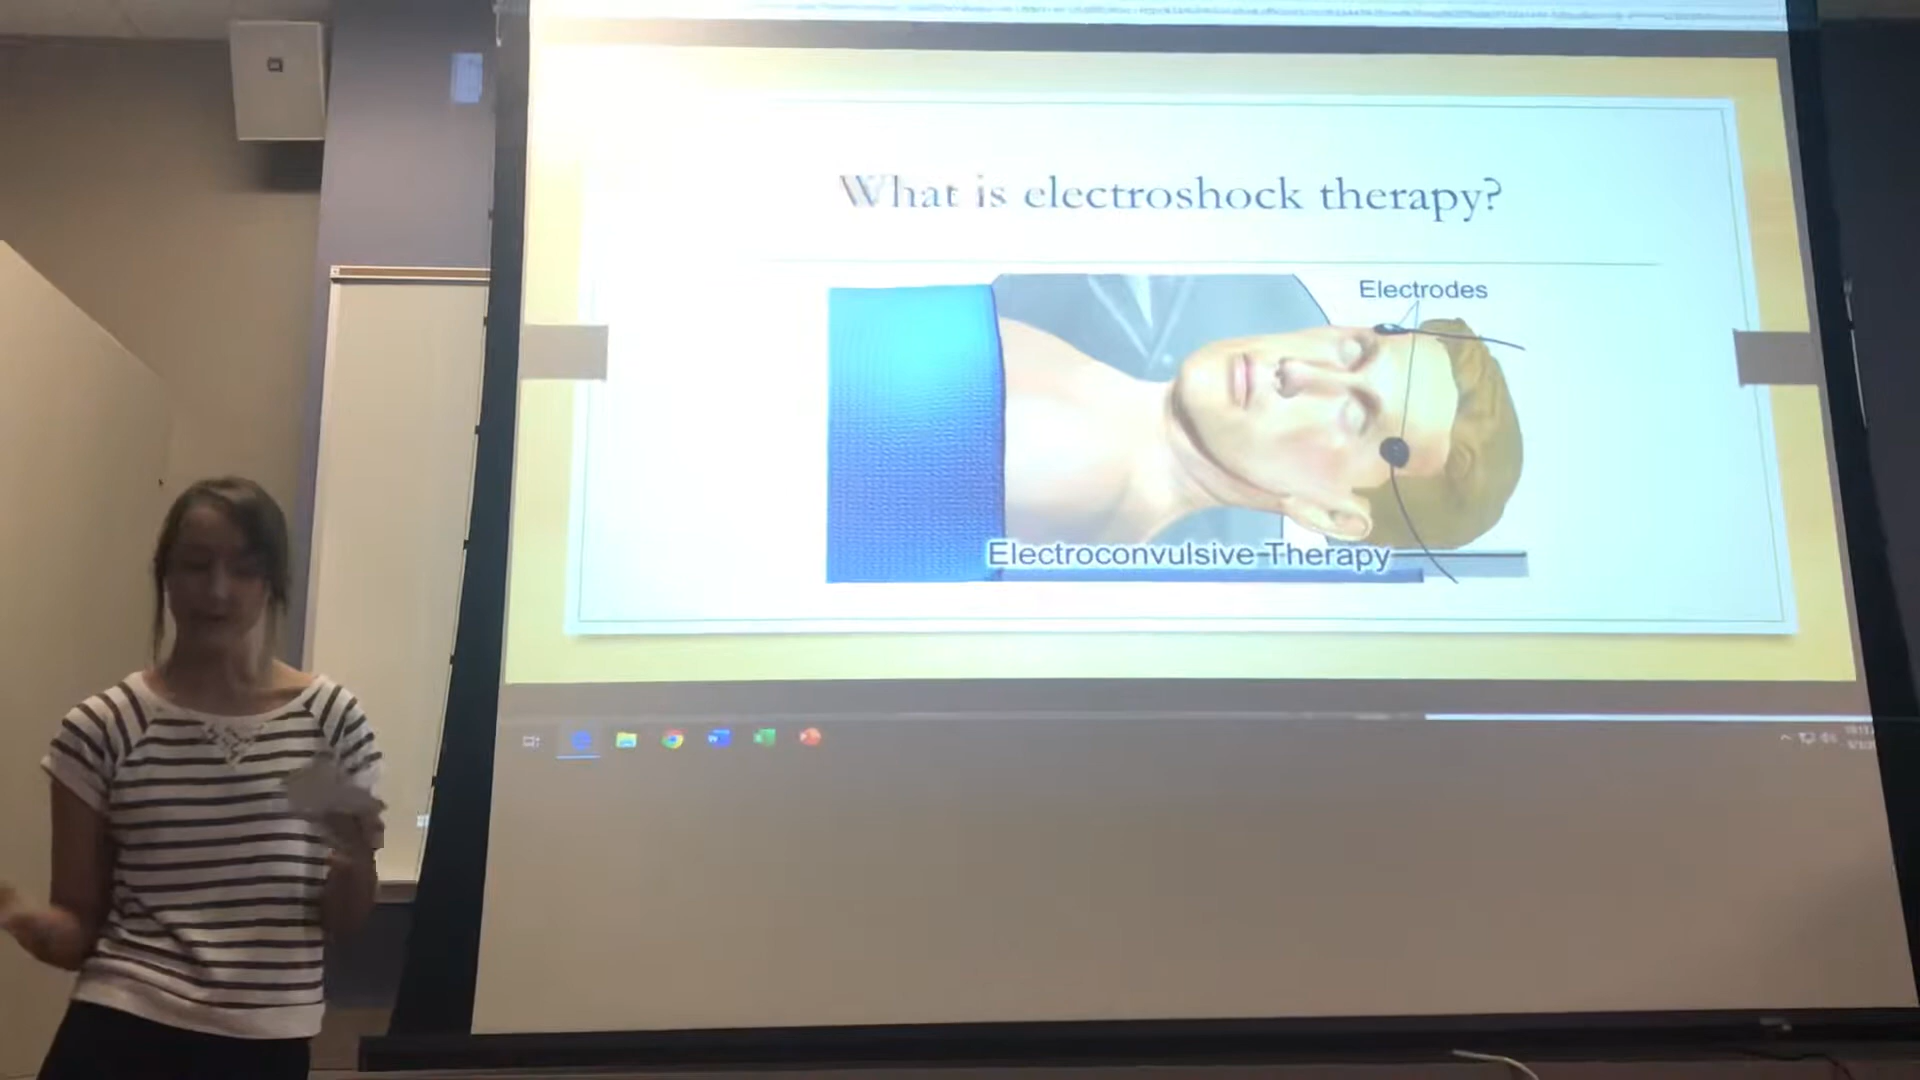 What is electroshock therapy?
Electrodes
Electroconvulsive Therapy